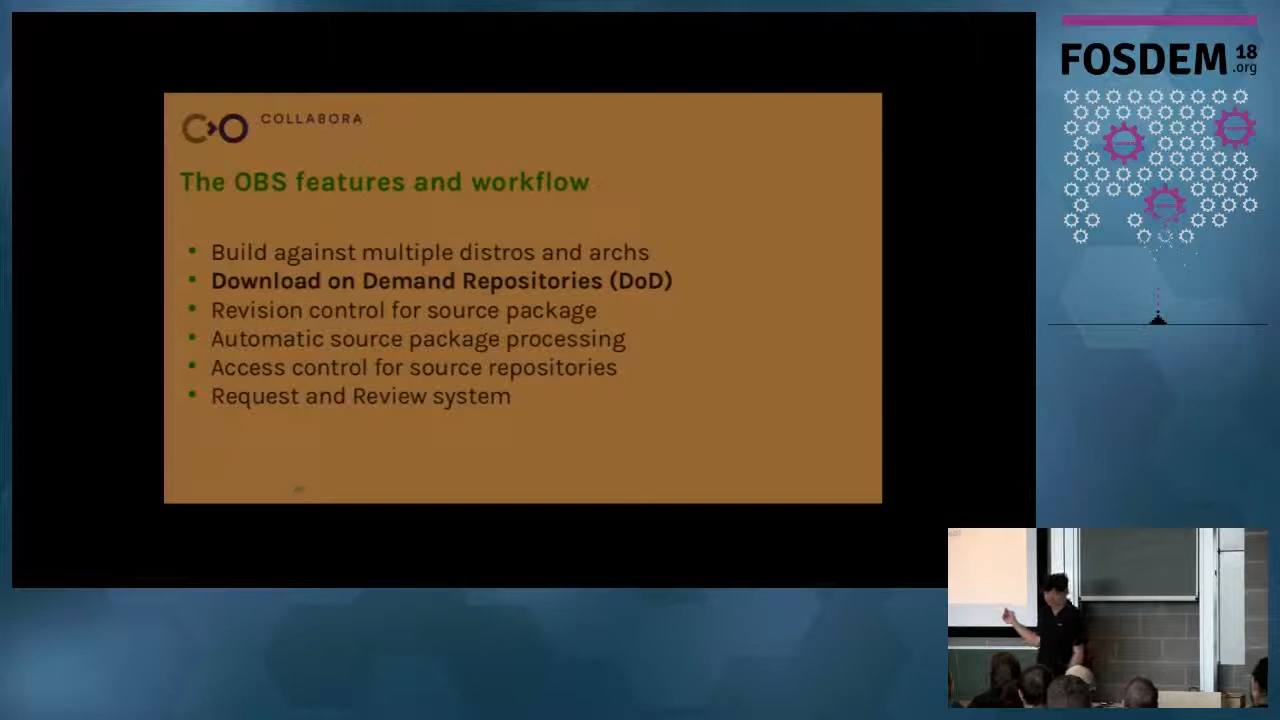 COLLABORA
The OBS features and workflow
• Build against multiple distros and archs
• Download on Demand Repositories (DoD)
• Revision control for source package
• Automatic source package processing
• Access control for source repositories
• Request and Review system
FOSDEM 18
.org